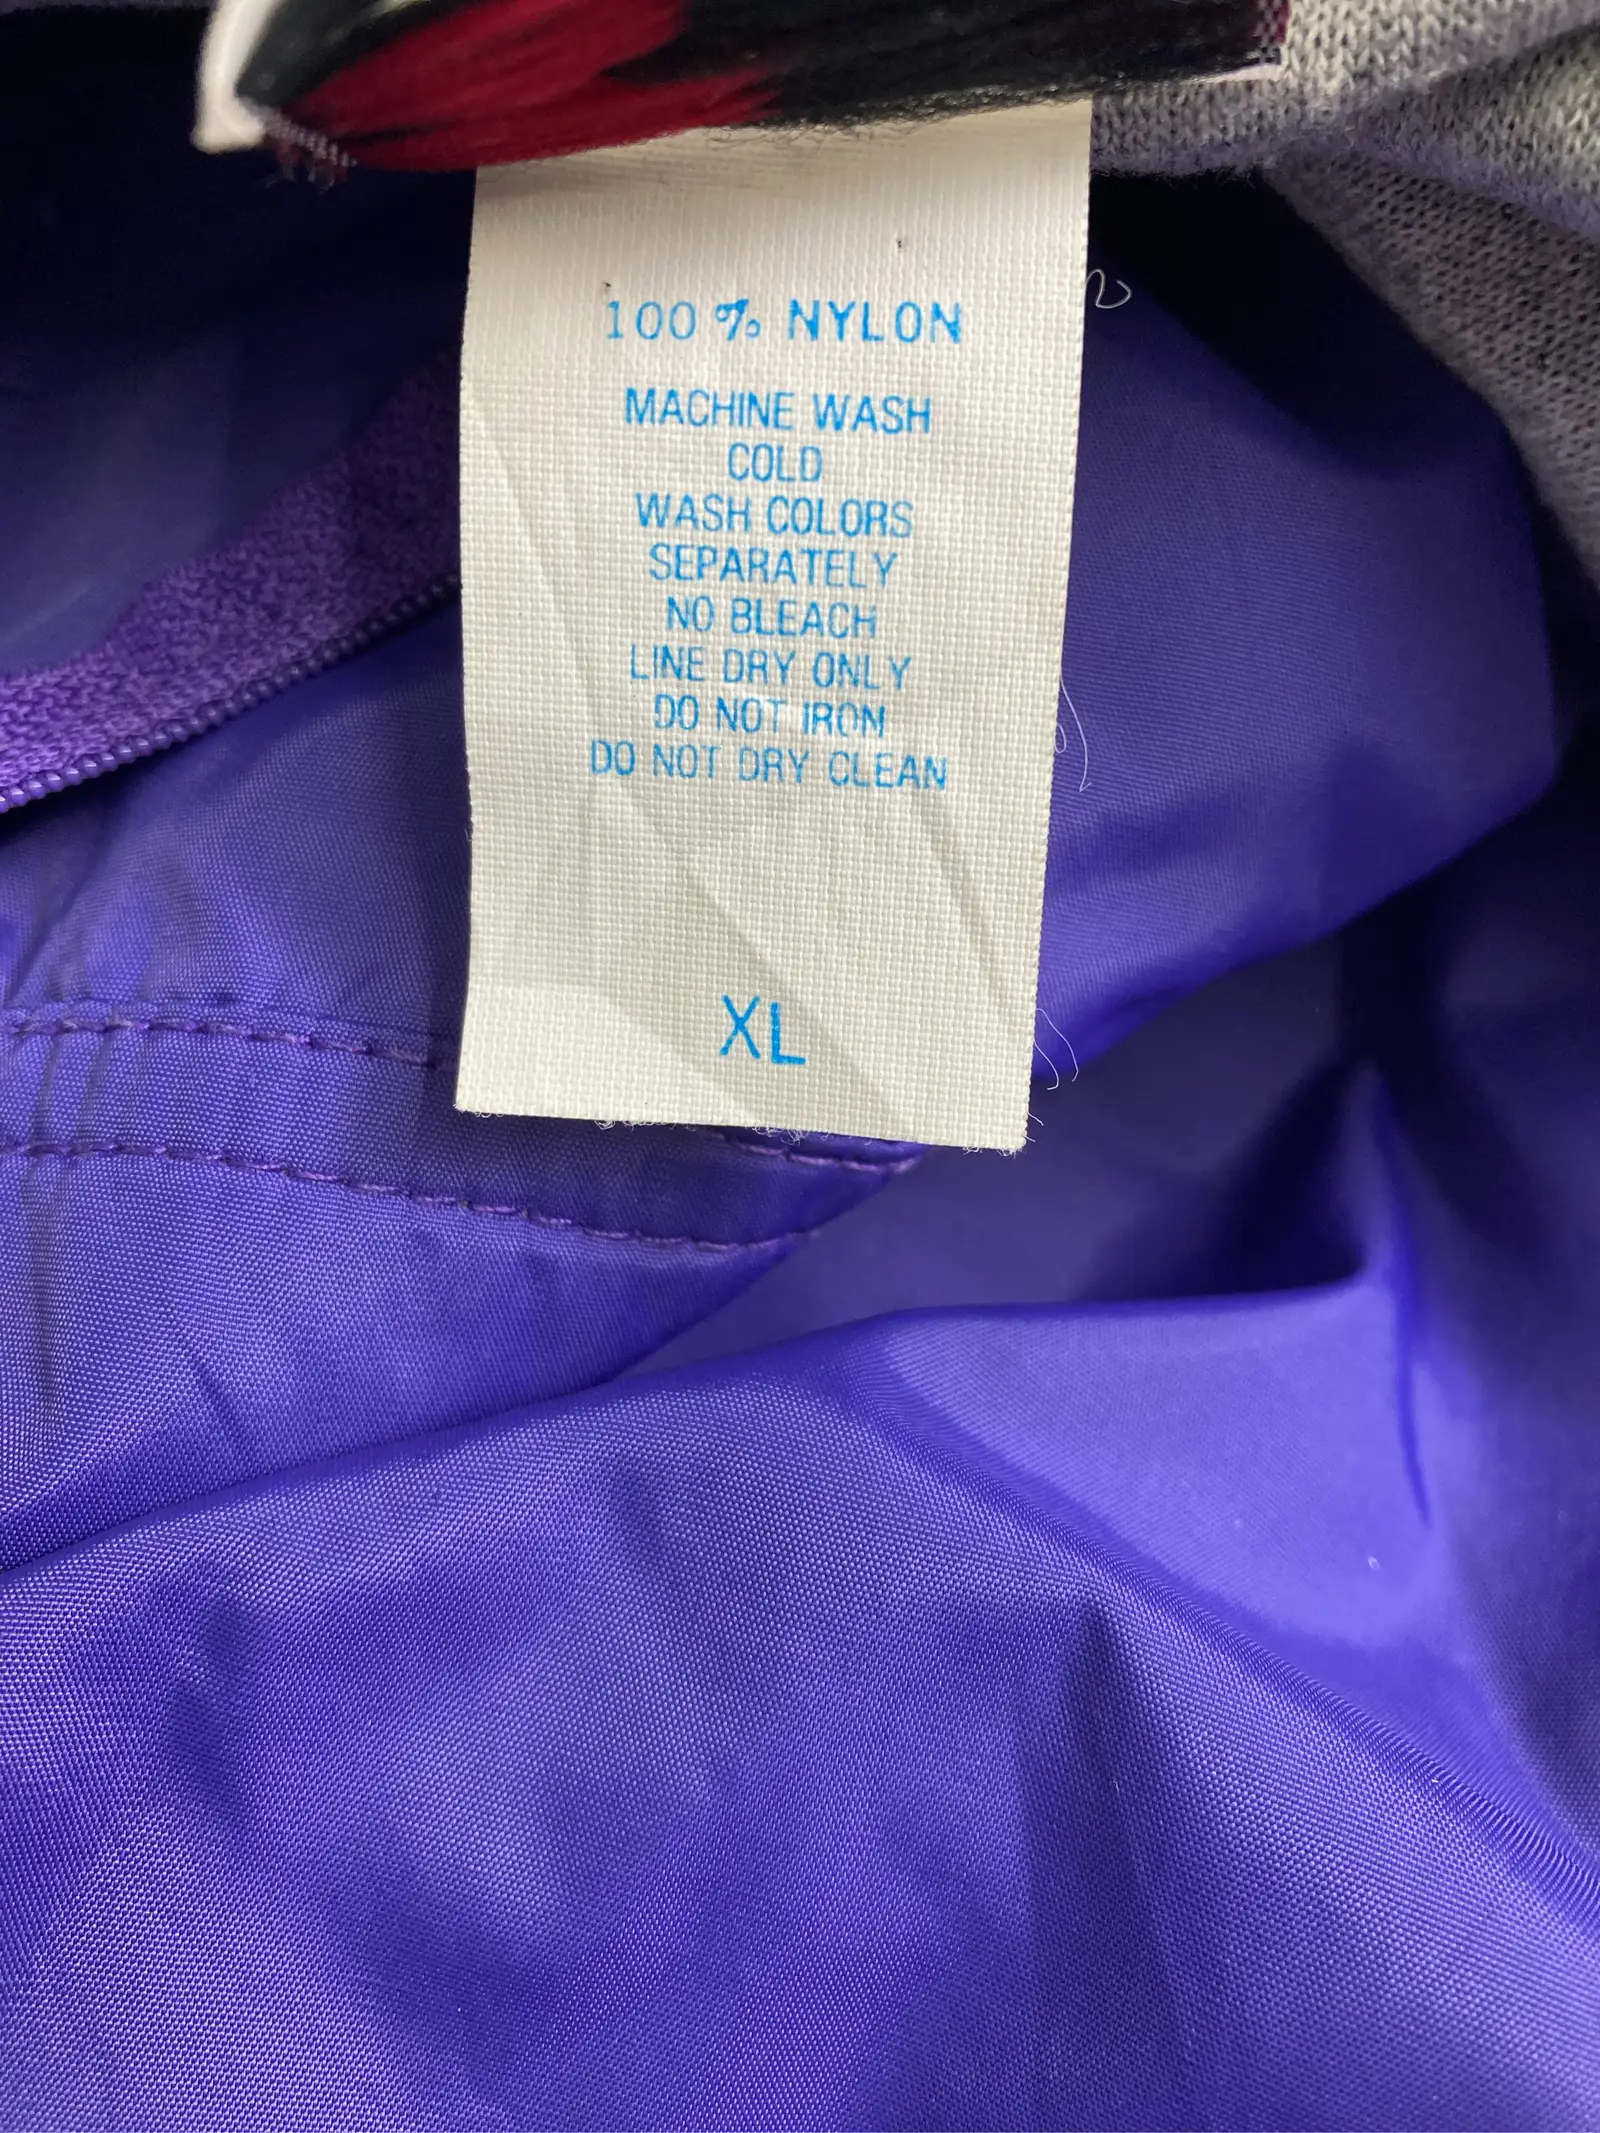 100 % NYLON
MACHINE WASH
COLD
WASH COLORS
SEPARATELY
NO BLEACH
LINE DRY ONLY
DO NOT IRON
DO NOT DRY CLEAN
XL